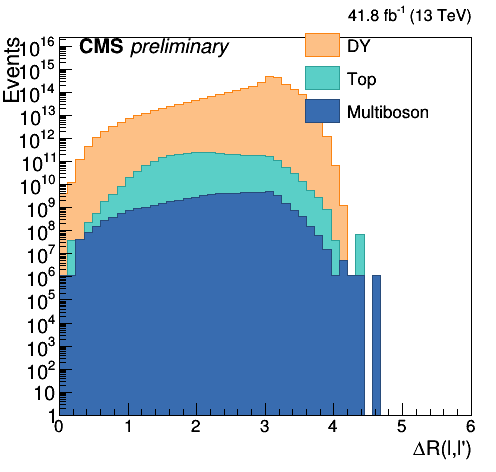 41.8 fb⁻¹ (13 TeV)
Events
CMS preliminary
DY
Top
Multiboson
10¹⁶
10¹⁵
10¹⁴
10¹³
10¹²
10¹¹
10¹⁰
10⁹
10⁸
10⁷
10⁶
10⁵
10⁴
10³
10²
10
1
0 1 2 3 4 5 6
ΔR(l,l')